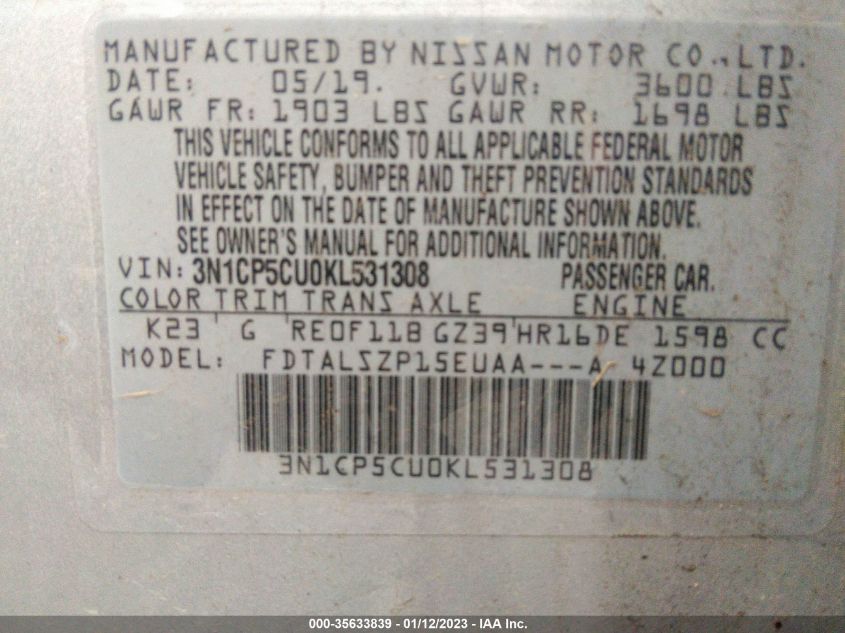 MANUFACTURED BY NISSAN MOTOR CO., LTD.
DATE: 05/19. GVWR: 3600 LBS
GAWR FR: 1903 LBS GAWR RR: 1698 LBS
THIS VEHICLE CONFORMS TO ALL APPLICABLE FEDERAL MOTOR
VEHICLE SAFETY, BUMPER AND THEFT PREVENTION STANDARDS
IN EFFECT ON THE DATE OF MANUFACTURE SHOWN ABOVE.
SEE OWNER'S MANUAL FOR ADDITIONAL INFORMATION.
VIN: 3N1CP5CU0KL531308 PASSENGER CAR.
COLOR TRIM TRANS AXLE ENGINE
K23 G RE0F11B GZ39 HR16DE 1598 CC
MODEL: FDTALSZP15EUAA---A 4Z000
3N1CP5CU0KL531308
000-35633839 - 01/12/2023 - IAA Inc.